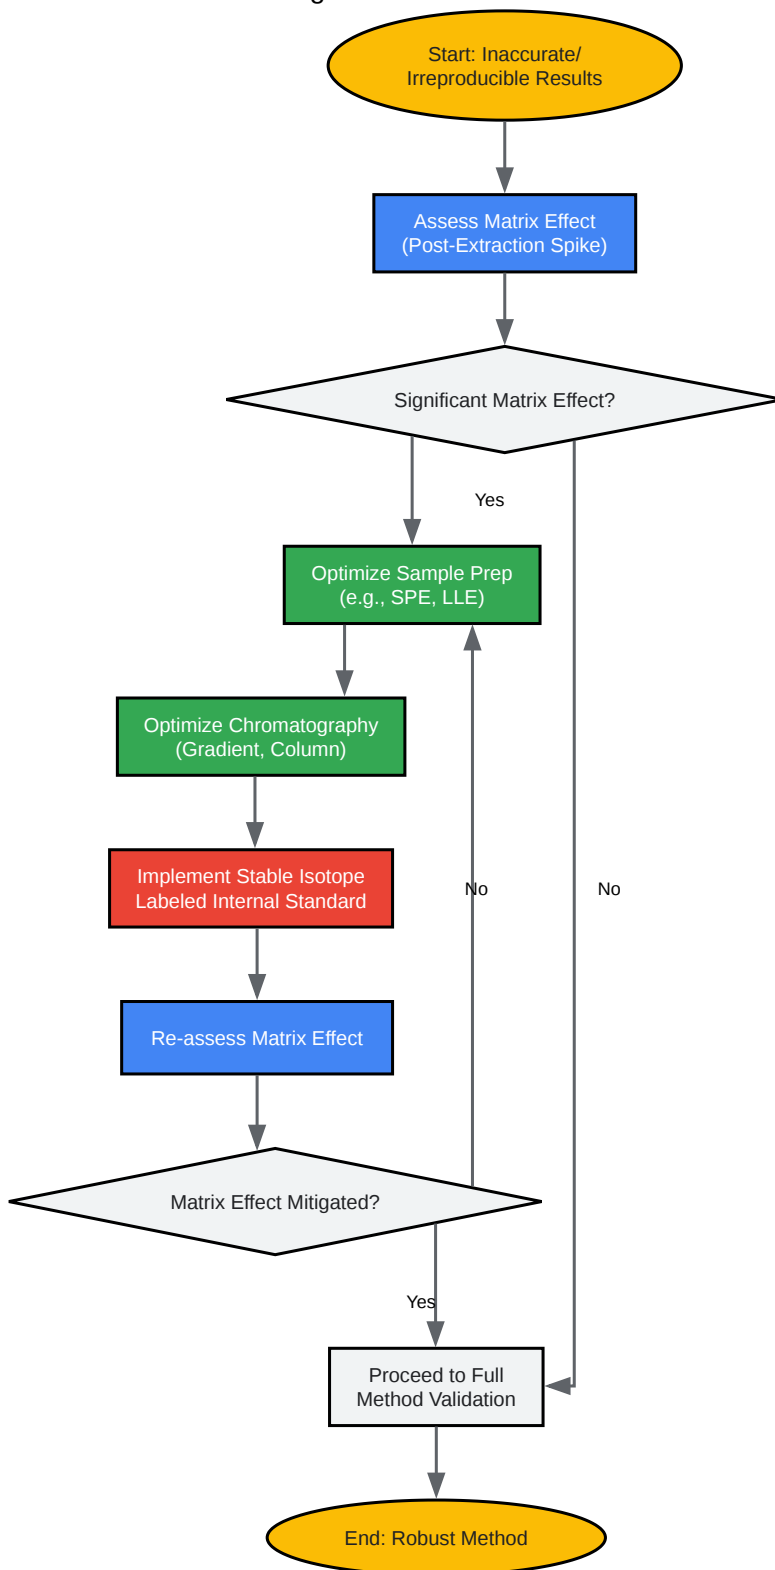 Start: Inaccurate/
Irreproducible Results
Assess Matrix Effect
(Post-Extraction Spike)
Significant Matrix Effect?
Yes
Optimize Sample Prep
(e.g., SPE, LLE)
Optimize Chromatography
(Gradient, Column)
Implement Stable Isotope
Labeled Internal Standard
No
No
Re-assess Matrix Effect
Matrix Effect Mitigated?
Yes
Proceed to Full
Method Validation
End: Robust Method